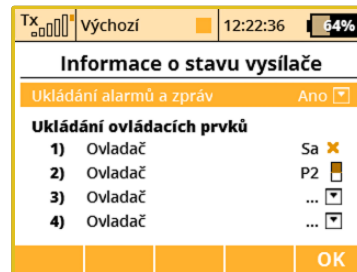 Tx Výchozí 12:22:36 64%
Informace o stavu vysílače
Ukládání alarmů a zpráv Ano
Ukládání ovládacích prvků
1) Ovladač Sa
2) Ovladač P2
3) Ovladač ...
4) Ovladač ...
OK